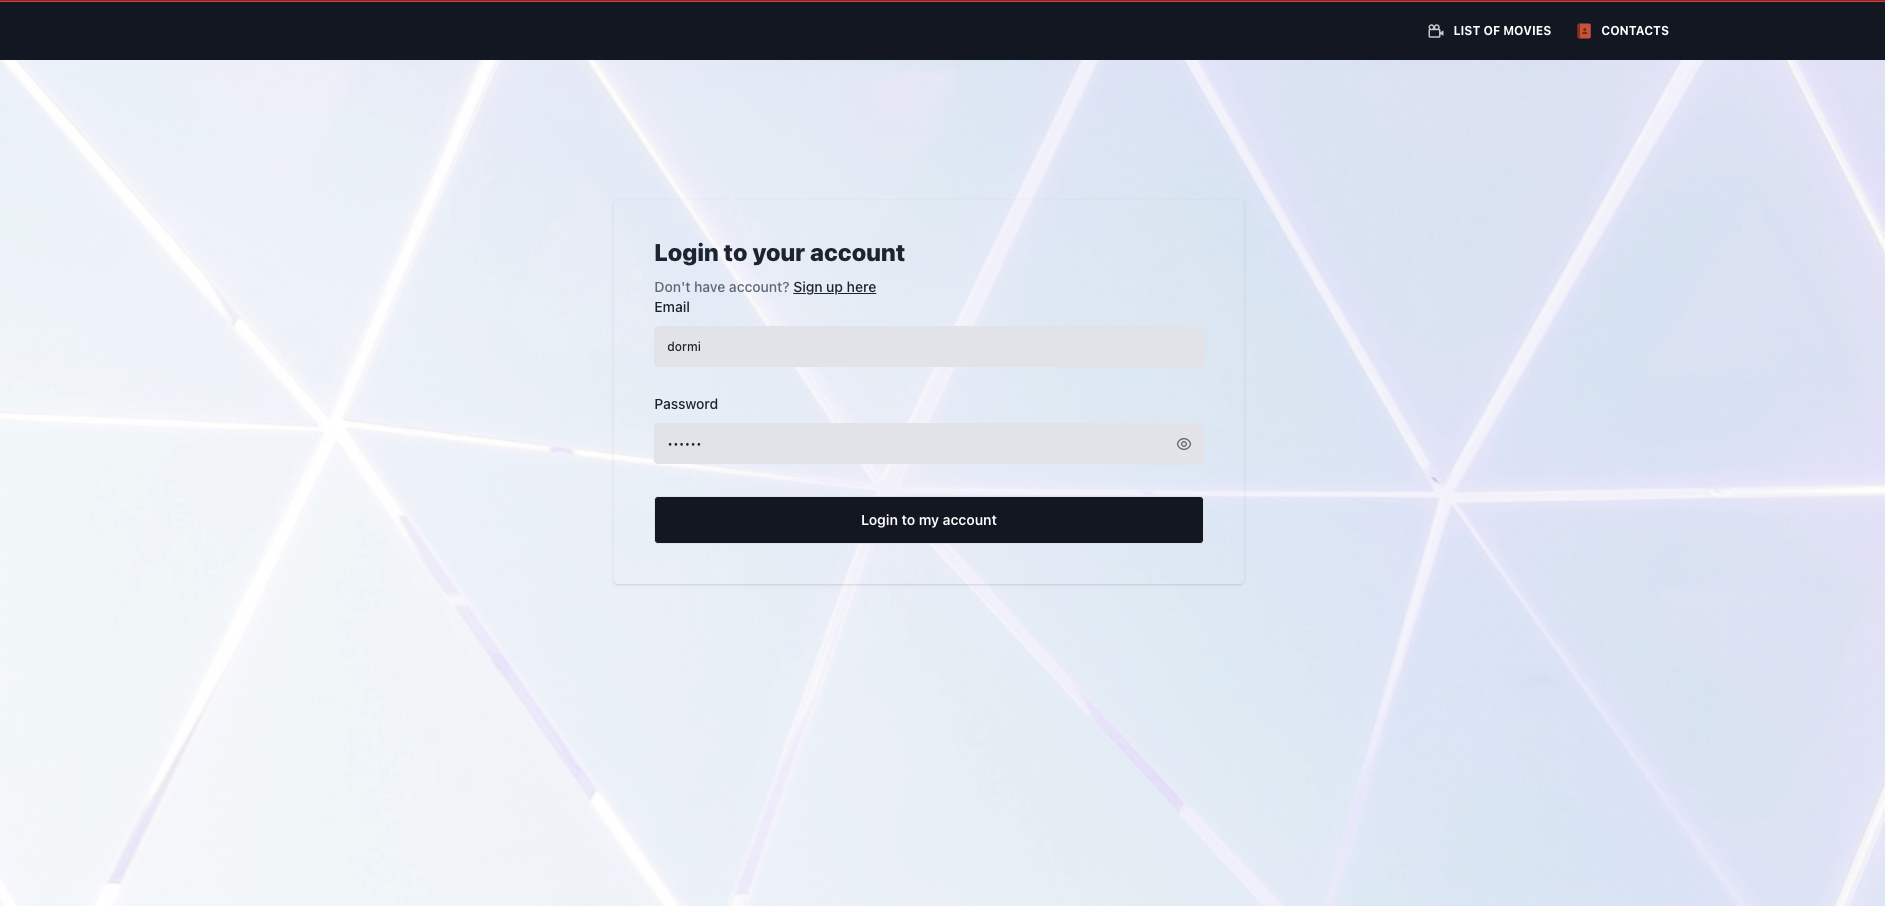 LIST OF MOVIES CONTACTS
Login to your account
Don't have account? Sign up here
Email
dormi
Password
••••••
Login to my account